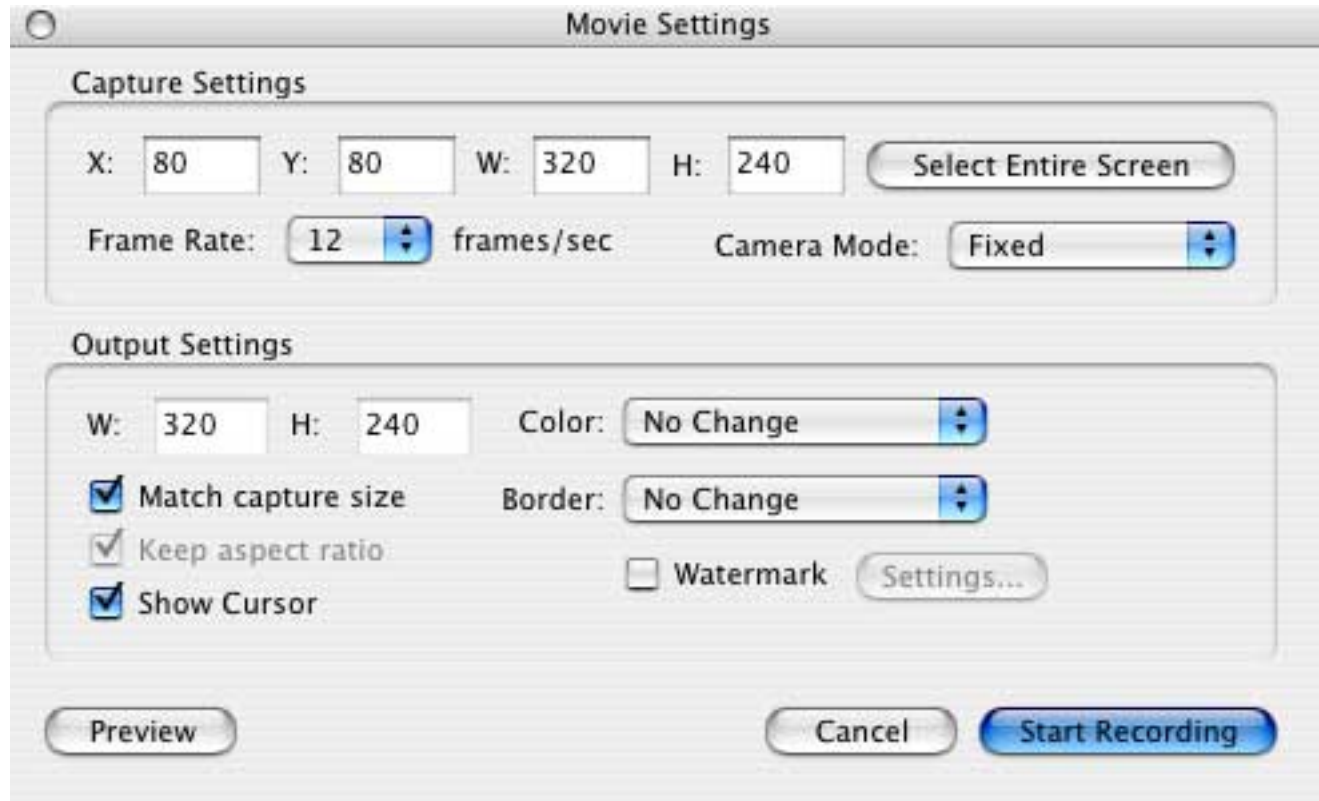 Movie Settings
Capture Settings
X: 80 Y: 80 W: 320 H: 240 Select Entire Screen
Frame Rate: 12 frames/sec Camera Mode: Fixed
Output Settings
W: 320 H: 240 Color: No Change
Match capture size Border: No Change
Keep aspect ratio
Watermark Settings...
Show Cursor
Preview Cancel Start Recording